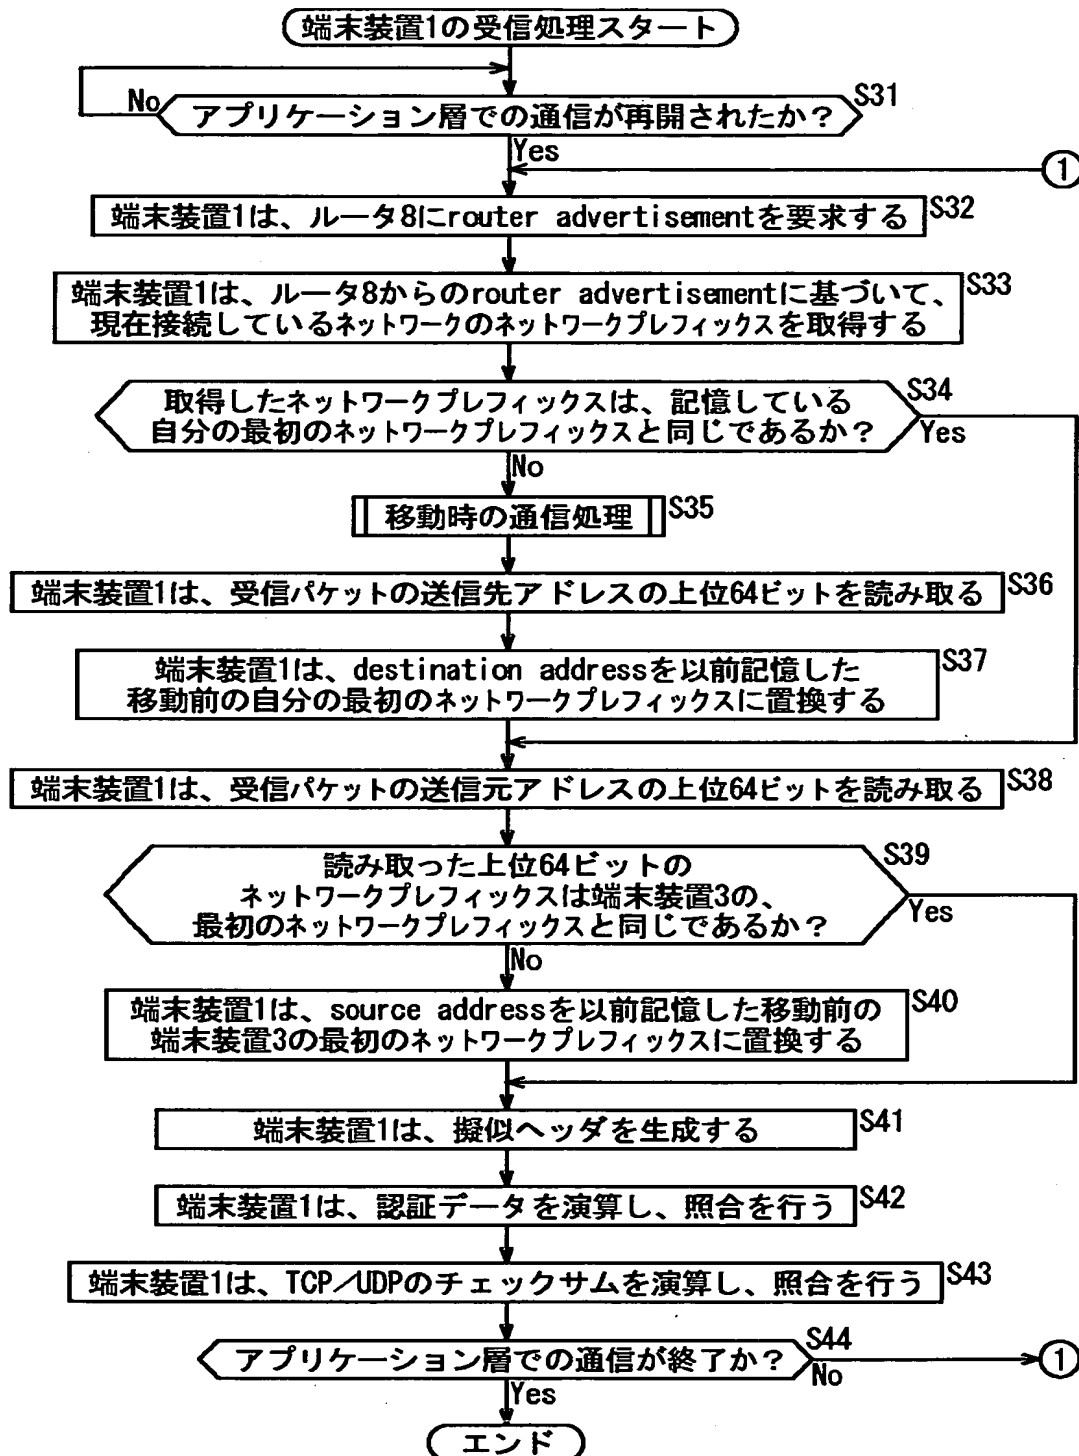 端末装置1の受信処理スタート
No
アプリケーション層での通信が再開されたか?
S31
Yes
1
端末装置1は、ルータ8にrouter advertisementを要求する
S32
端末装置1は、ルータ8からのrouter advertisementに基づいて、
現在接続しているネットワークのネットワークプレフィックスを取得する
S33
取得したネットワークプレフィックスは、記憶している
自分の最初のネットワークプレフィックスと同じであるか?
S34
Yes
No
移動時の通信処理
S35
端末装置1は、受信パケットの送信先アドレスの上位64ビットを読み取る
S36
端末装置1は、destination addressを以前記憶した
移動前の自分の最初のネットワークプレフィックスに置換する
S37
端末装置1は、受信パケットの送信元アドレスの上位64ビットを読み取る
S38
読み取った上位64ビットの
ネットワークプレフィックスは端末装置3の、
最初のネットワークプレフィックスと同じであるか?
S39
Yes
No
端末装置1は、source addressを以前記憶した移動前の
端末装置3の最初のネットワークプレフィックスに置換する
S40
端末装置1は、擬似ヘッダを生成する
S41
端末装置1は、認証データを演算し、照合を行う
S42
端末装置1は、TCP/UDPのチェックサムを演算し、照合を行う
S43
アプリケーション層での通信が終了か?
S44
No
1
Yes
エンド